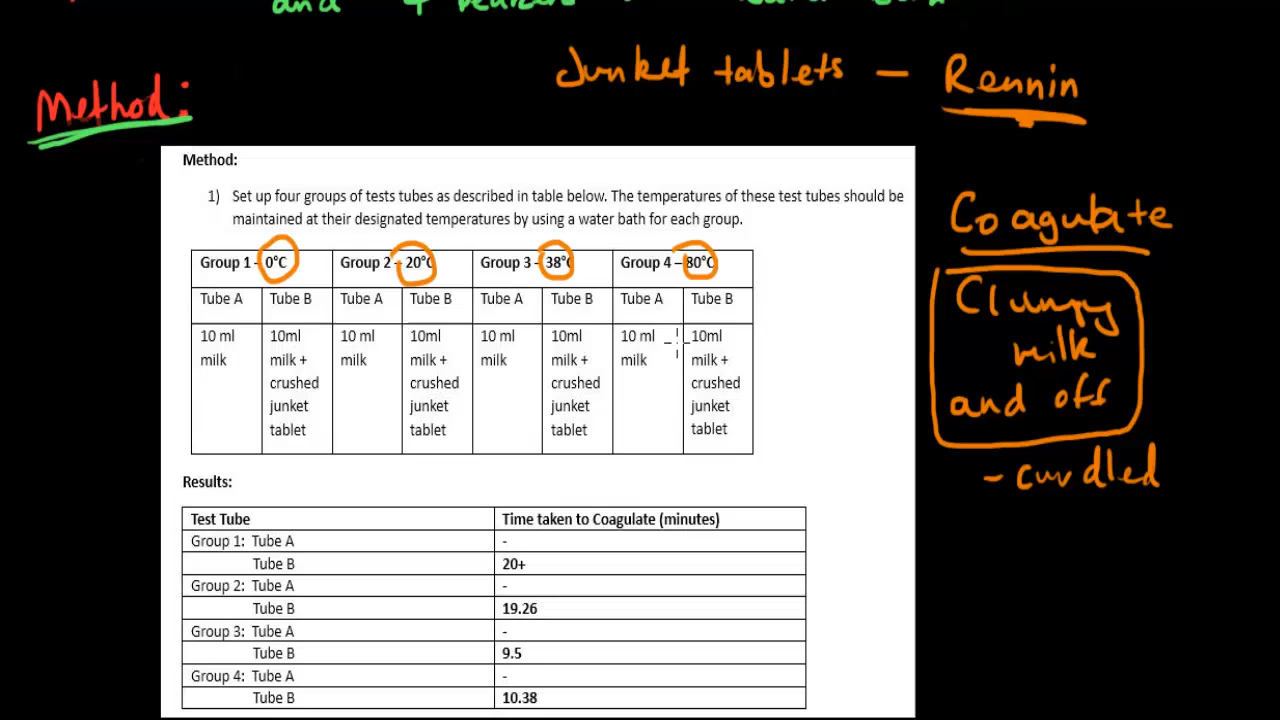 and
Junket tablets - Rennin
Method:
Method:
1) Set up four groups of tests tubes as described in table below. The temperatures of these test tubes should be
maintained at their designated temperatures by using a water bath for each group.
Group 1 - 0°C Group 2 - 20°C Group 3 - 38°C Group 4 – 80°C
Tube A Tube B Tube A Tube B Tube A Tube B Tube A Tube B
10 ml 10ml 10 ml 10ml 10 ml 10ml 10 ml 10ml
milk milk + milk milk + milk milk + milk milk +
crushed crushed crushed crushed
junket junket junket junket
tablet tablet tablet tablet
Results:
Test Tube Time taken to Coagulate (minutes)
Group 1: Tube A -
Tube B 20+
Group 2: Tube A -
Tube B 19.26
Group 3: Tube A -
Tube B 9.5
Group 4: Tube A -
Tube B 10.38
Coagulate
Clumpy
milk
and off
- curdled